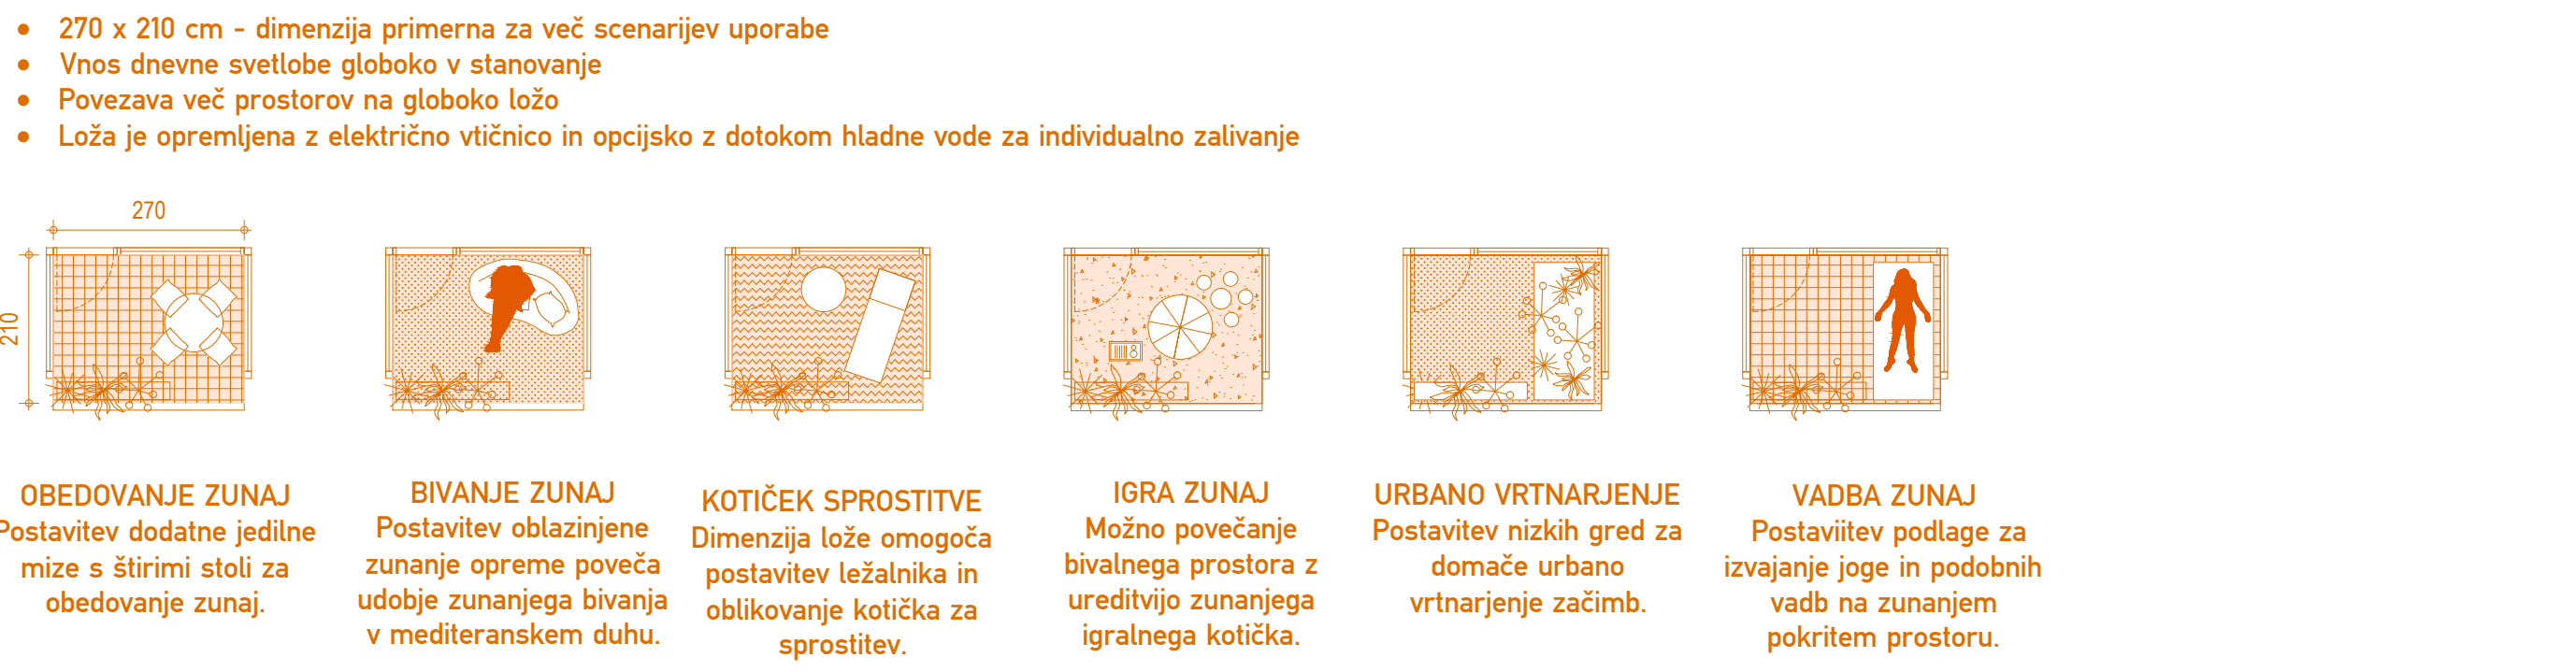 • 270 x 210 cm - dimenzija primerna za več scenarijev uporabe
• Vnos dnevne svetlobe globoko v stanovanje
• Povezava več prostorov na globoko ložo
• Loža je opremljena z električno vtičnico in opcijsko z dotokom hladne vode za individualno zalivanje
270
210
OBEDOVANJE ZUNAJ
Postavitev dodatne jedilne
mize s štirimi stoli za
obedovanje zunaj.
BIVANJE ZUNAJ
Postavitev oblazinjene
zunanje opreme poveča
udobje zunanjega bivanja
v mediteranskem duhu.
KOTIČEK SPROSTITVE
Dimenzija lože omogoča
postavitev ležalnika in
oblikovanje kotička za
sprostitev.
IGRA ZUNAJ
Možno povečanje
bivalnega prostora z
ureditvijo zunanjega
igralnega kotička.
URBANO VRTNARJENJE
Postavitev nizkih gred za
domače urbano
vrtnarjenje začimb.
VADBA ZUNAJ
Postaviitev podlage za
izvajanje joge in podobnih
vadb na zunanjem
pokritem prostoru.